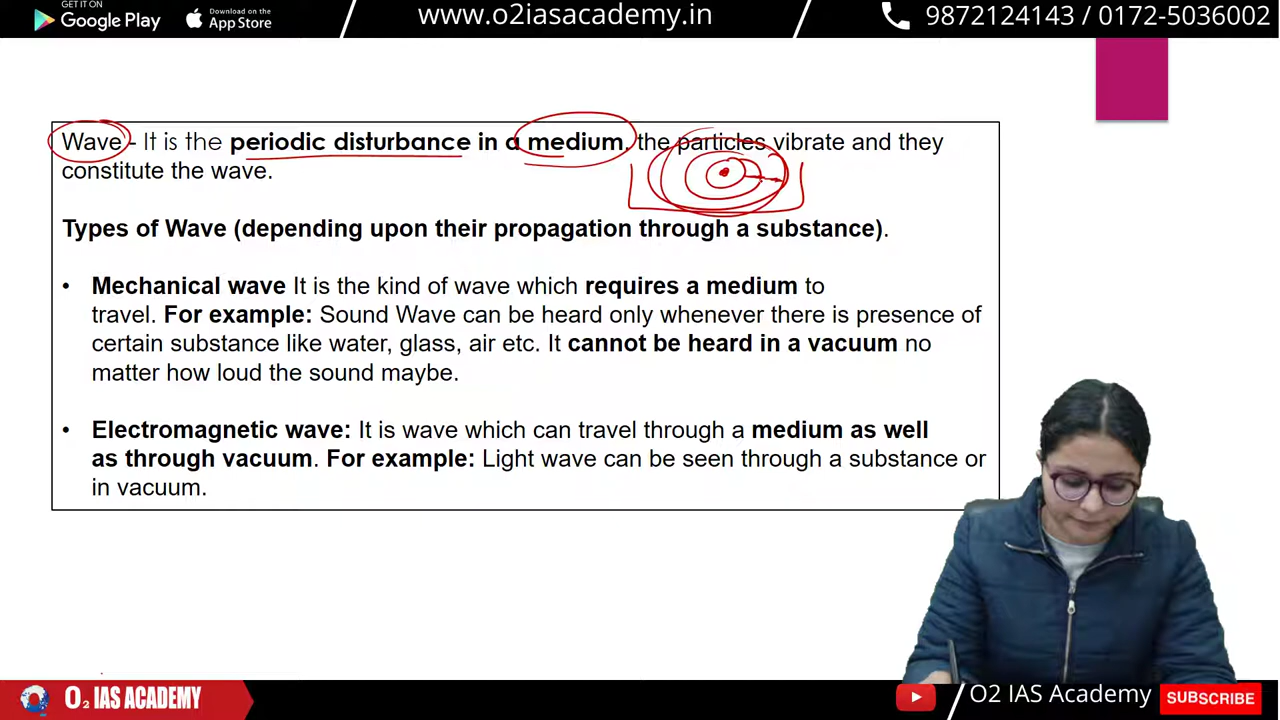 GET IT ON
Google Play
Download on the
App Store
www.o2iasacademy.in
9872124143 / 0172-5036002
Wave - It is the periodic disturbance in a medium, the particles vibrate and they
constitute the wave.
Types of Wave (depending upon their propagation through a substance).
• Mechanical wave It is the kind of wave which requires a medium to
travel. For example: Sound Wave can be heard only whenever there is presence of
certain substance like water, glass, air etc. It cannot be heard in a vacuum no
matter how loud the sound maybe.
• Electromagnetic wave: It is wave which can travel through a medium as well
as through vacuum. For example: Light wave can be seen through a substance or
in vacuum.
O₂ IAS ACADEMY
O2 IAS Academy
SUBSCRIBE